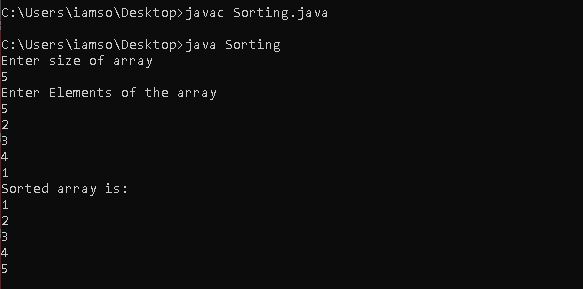 C:\Users\iamso\Desktop>javac Sorting.java
C:\Users\iamso\Desktop>java Sorting
Enter size of array
5
Enter Elements of the array
5
2
3
4
1
Sorted array is:
1
2
3
4
5